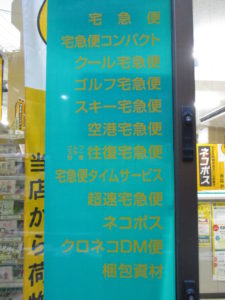 宅急便
宅急便コンパクト
クール宅急便
ゴルフ宅急便
スキー宅急便
空港宅急便
往復宅急便
宅急便タイムサービス
超速宅急便
ネコポス
クロネコDM便
梱包資材
当店から荷物
ネコポス